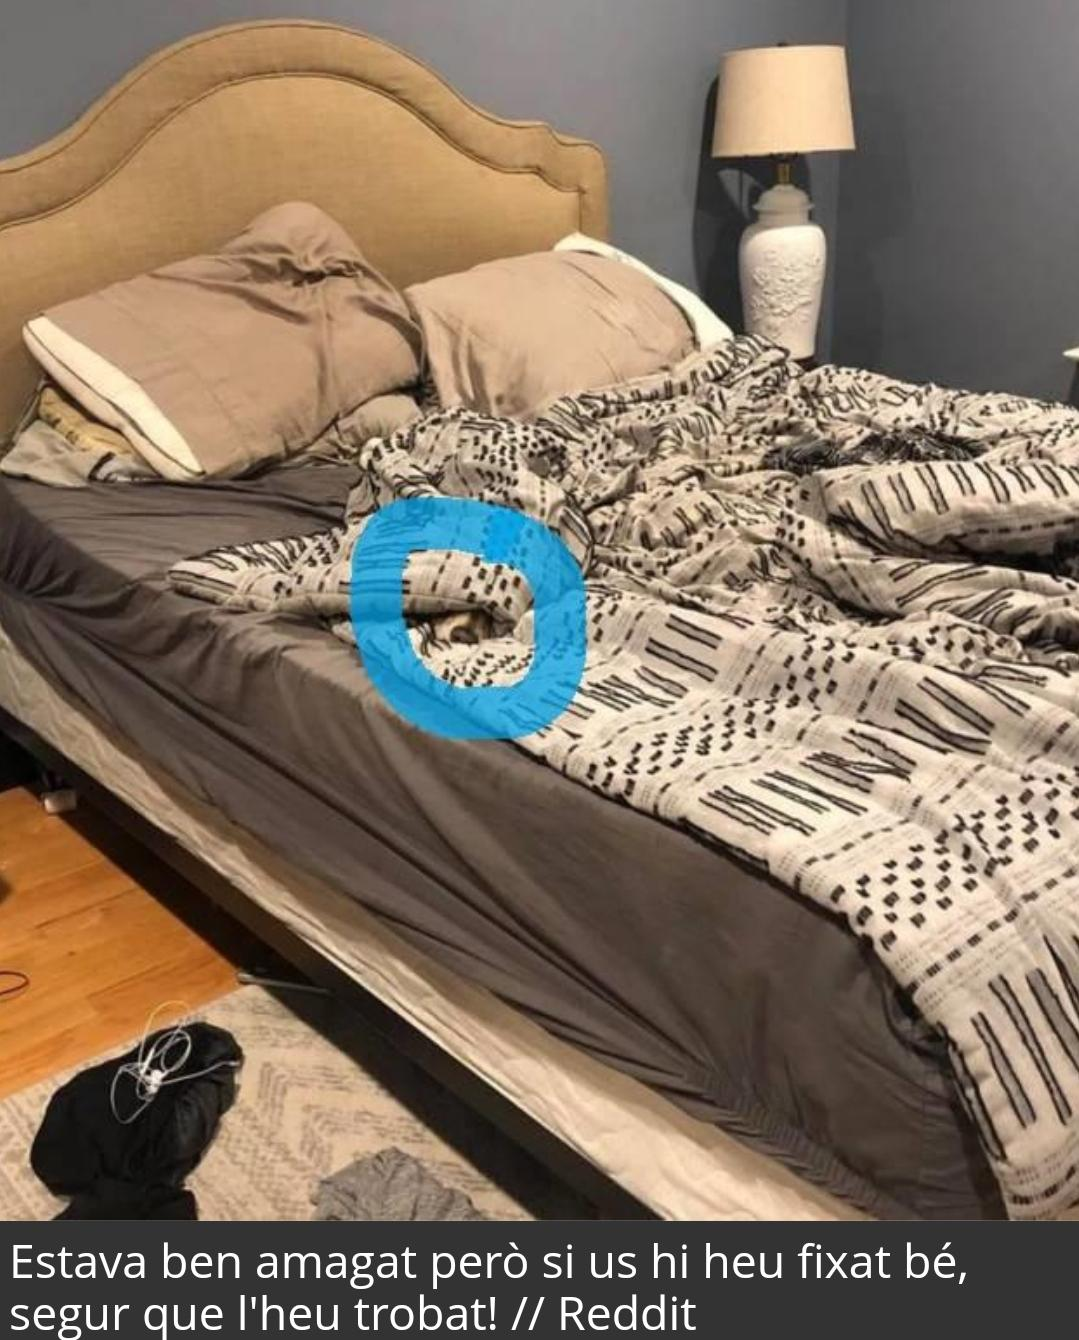 Estava ben amagat però si us hi heu fixat bé,
segur que l'heu trobat! // Reddit